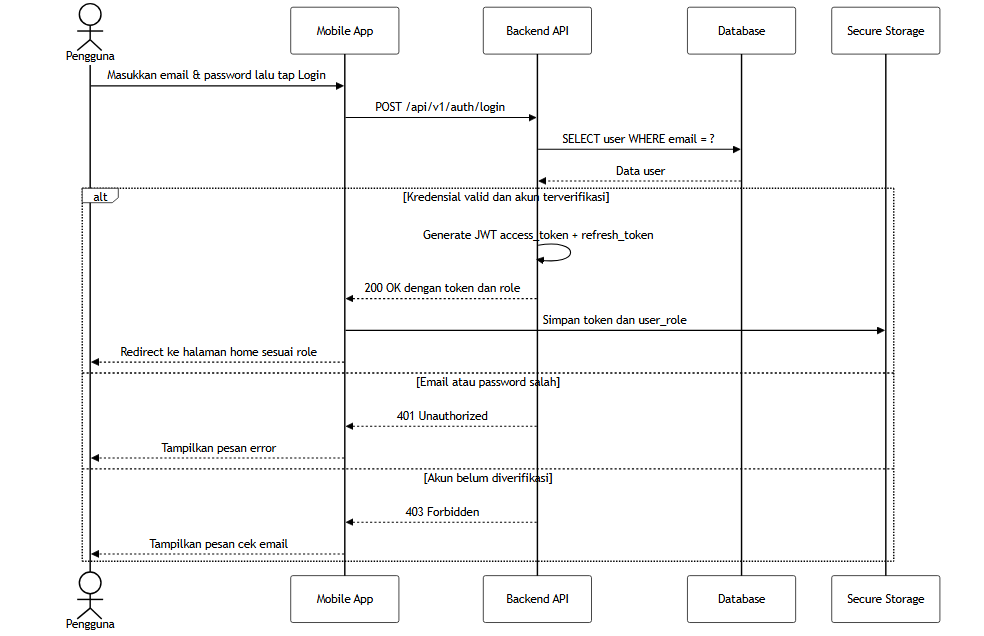 Pengguna
Mobile App
Backend API
Database
Secure Storage
Masukkan email & password lalu tap Login
POST /api/v1/auth/login
SELECT user WHERE email = ?
Data user
alt
[Kredensial valid dan akun terverifikasi]
Generate JWT access_token + refresh_token
200 OK dengan token dan role
Simpan token dan user_role
Redirect ke halaman home sesuai role
[Email atau password salah]
401 Unauthorized
Tampilkan pesan error
[Akun belum diverifikasi]
403 Forbidden
Tampilkan pesan cek email
Pengguna
Mobile App
Backend API
Database
Secure Storage